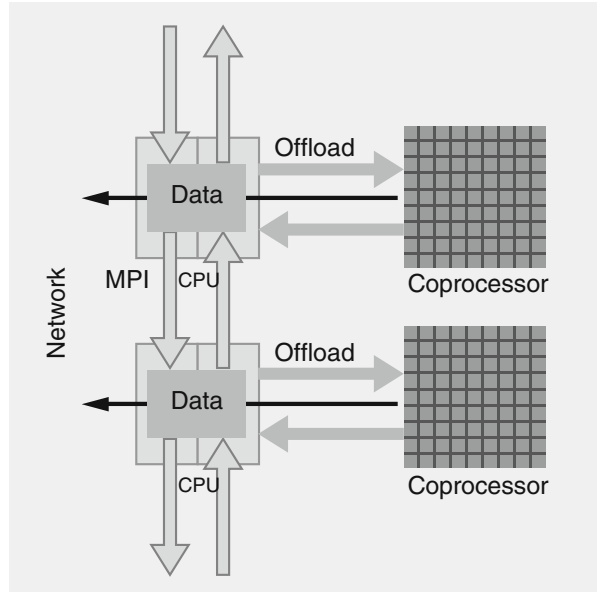 Offload
Data
Network
MPI
CPU
Coprocessor
Offload
Data
CPU
Coprocessor